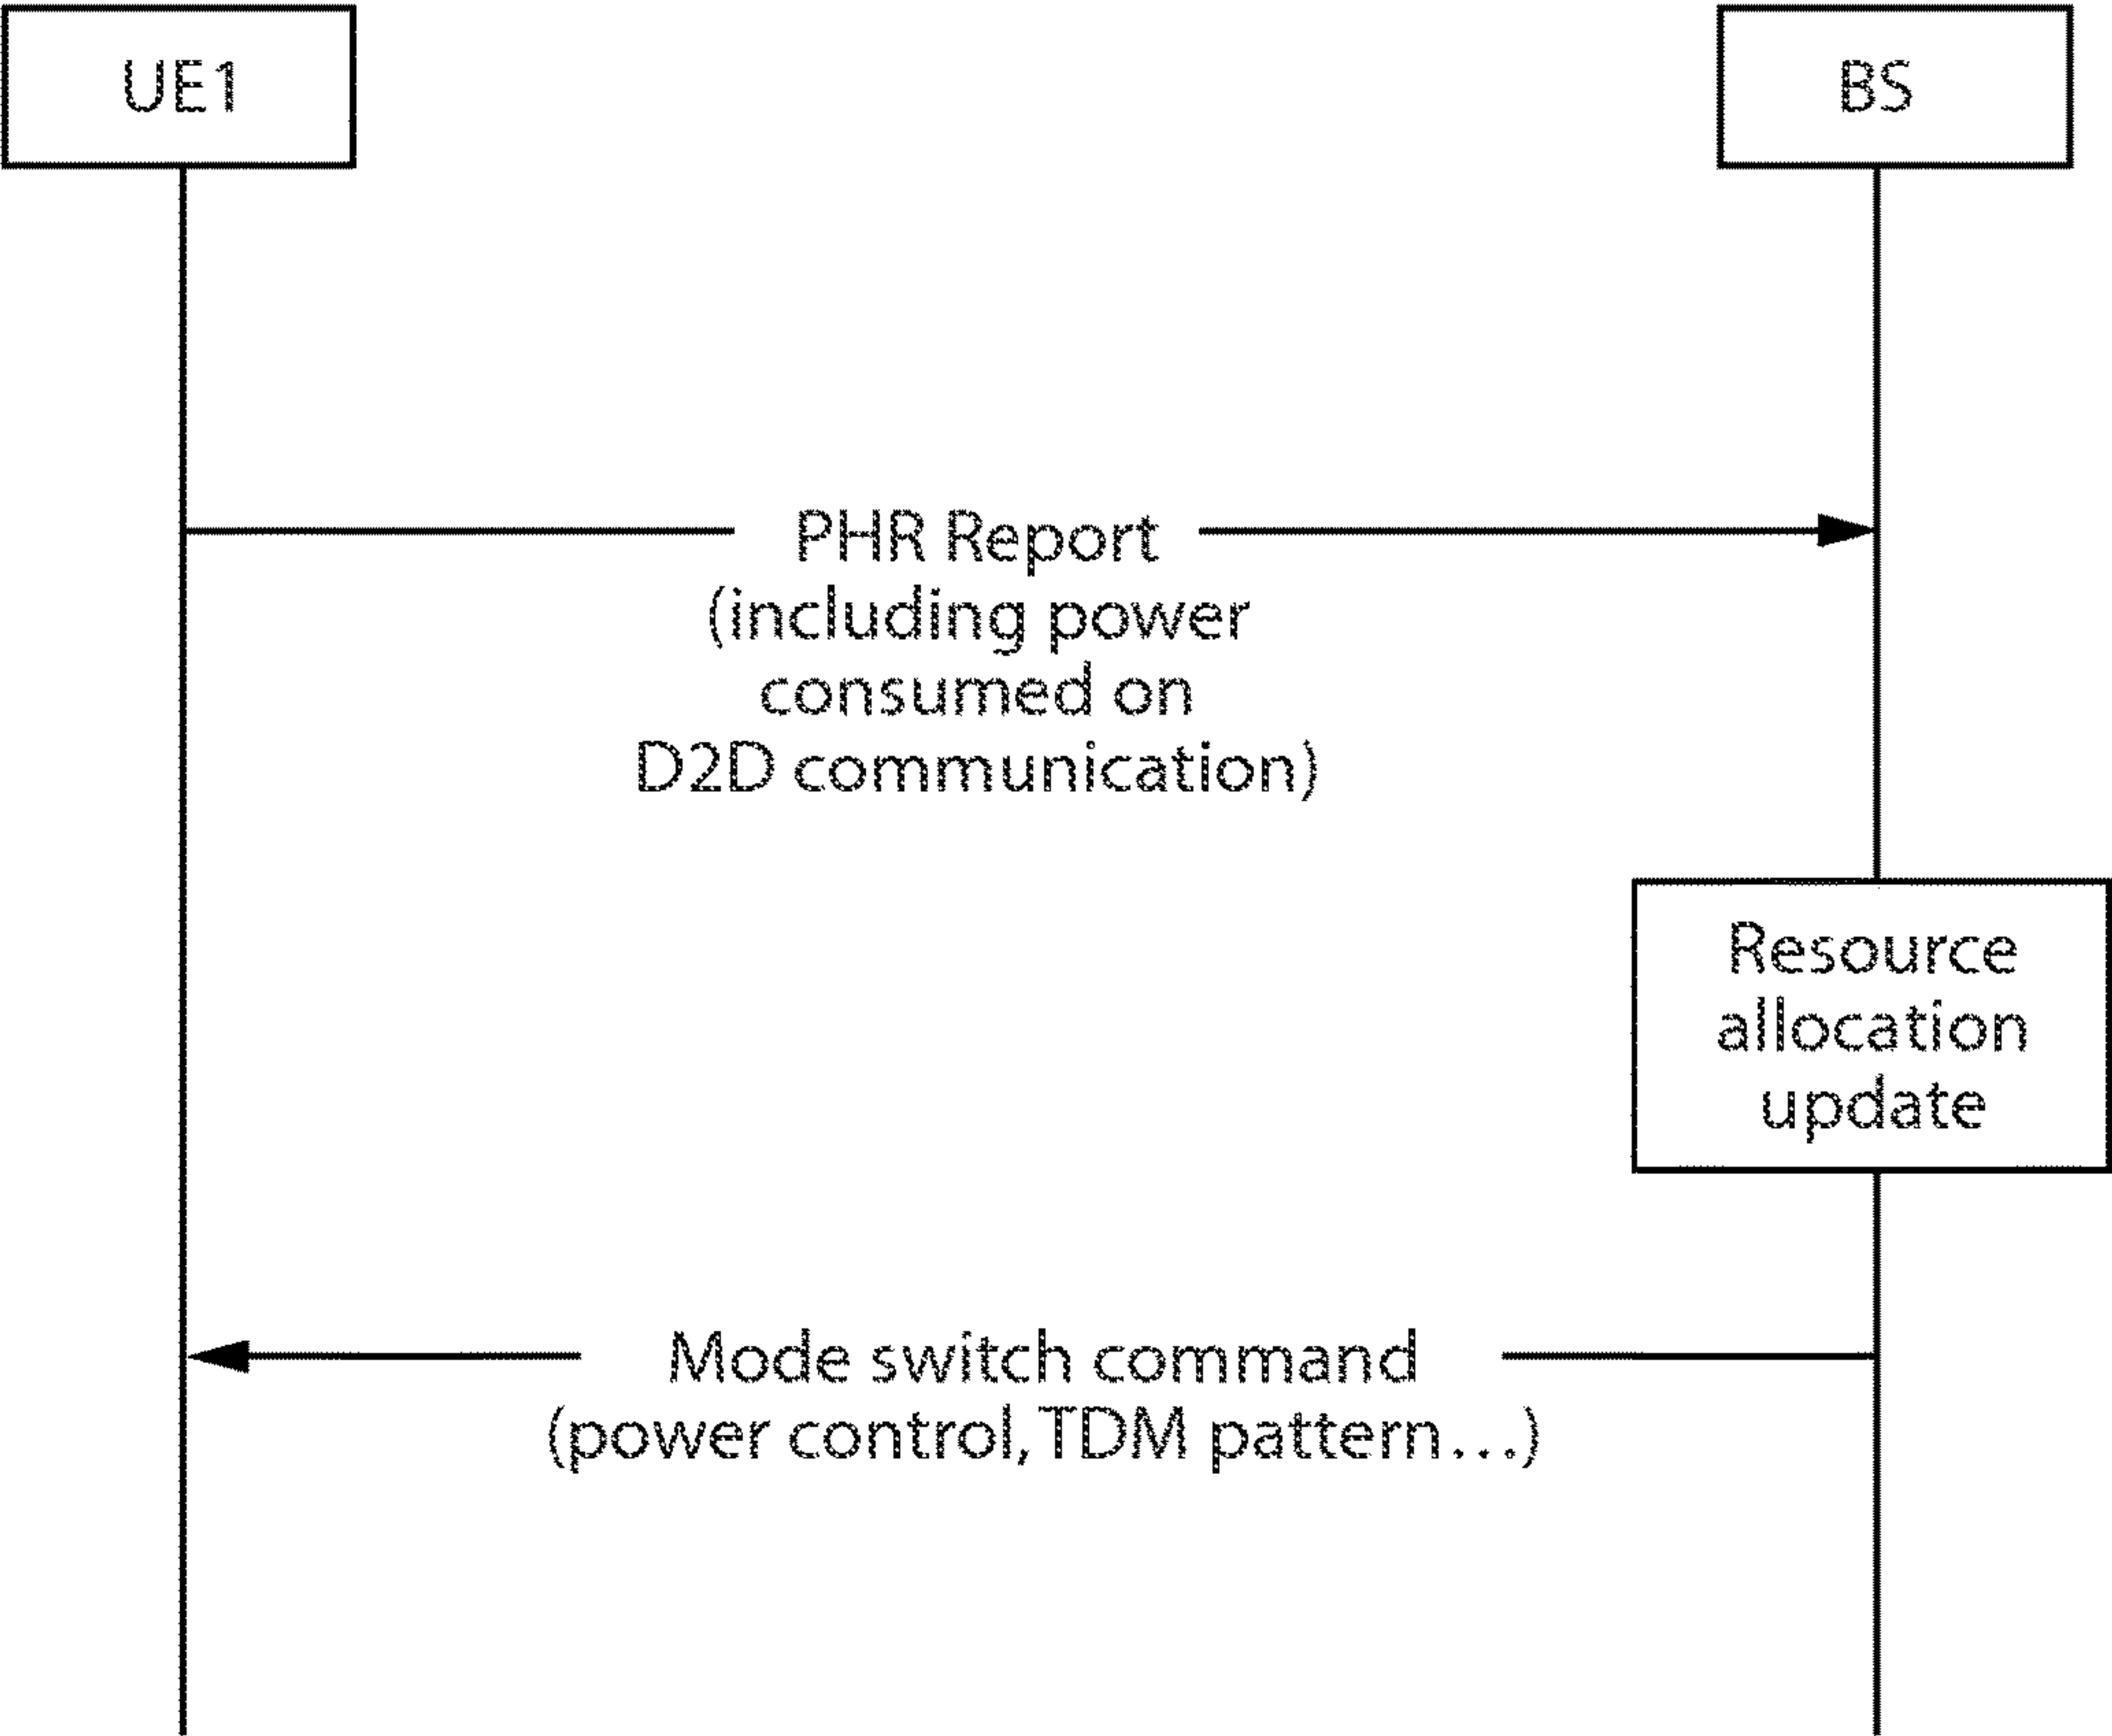 UE1
BS
PHR Report
(including power
consumed on
D2D communication)
Resource
allocation
update
Mode switch command
(power control, TDM pattern...)